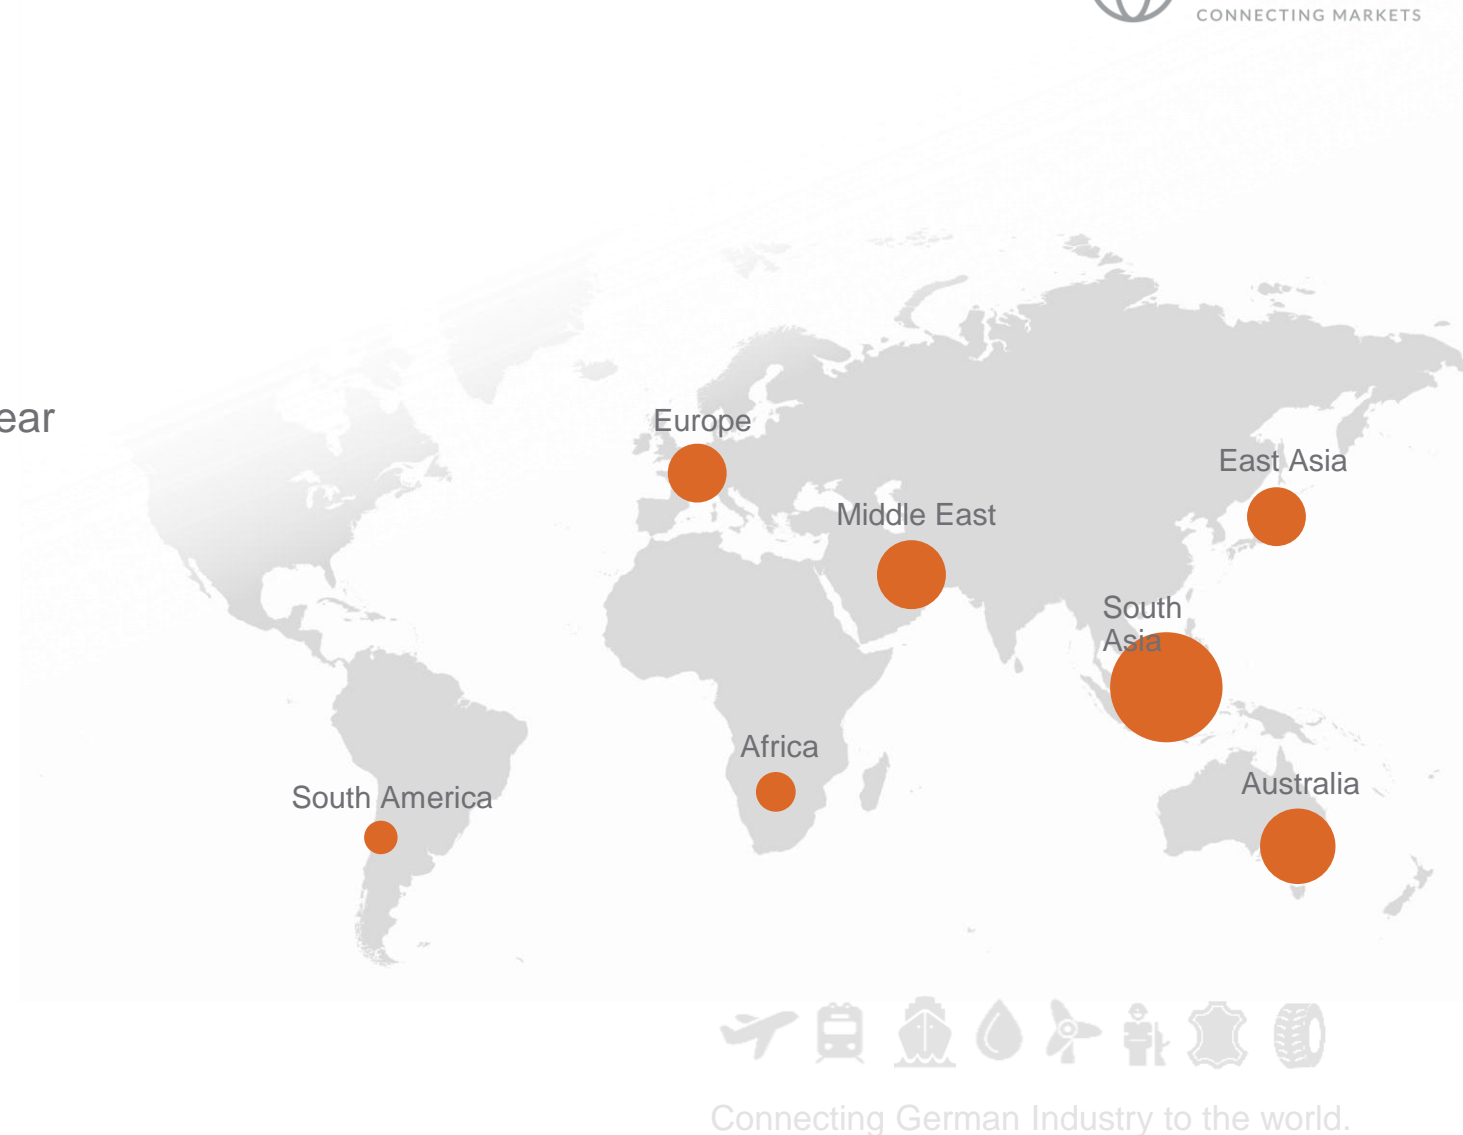 CONNECTING MARKETS
ear
Europe
East Asia
Middle East
South
Asia
Africa
Australia
South America
Connecting German Industry to the world.